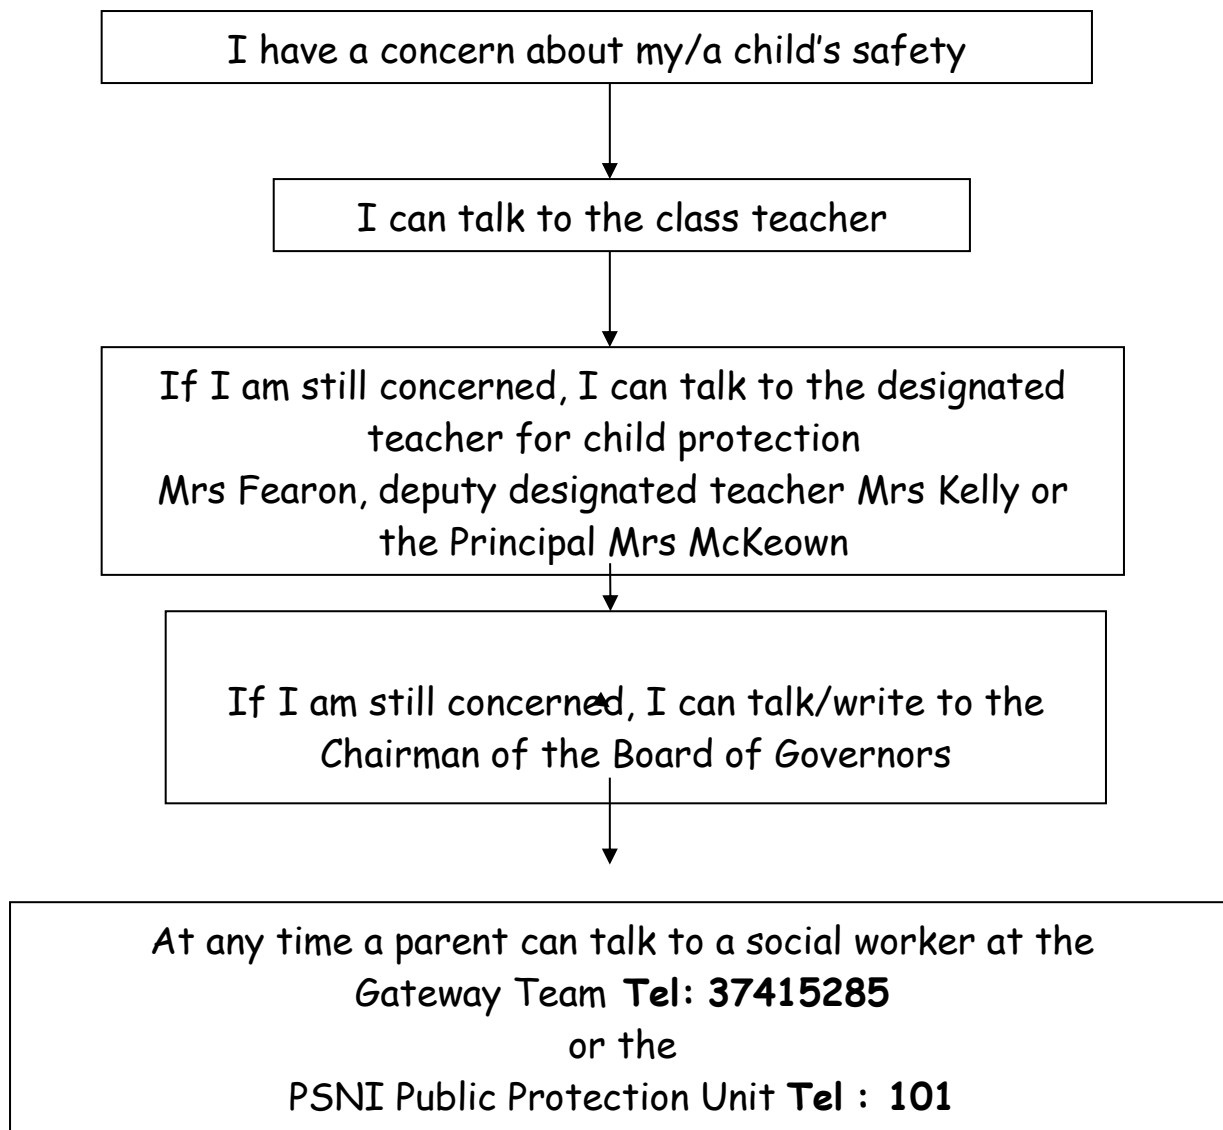 I have a concern about my/a child's safety
I can talk to the class teacher
If I am still concerned, I can talk to the designated
teacher for child protection
Mrs Fearon, deputy designated teacher Mrs Kelly or
the Principal Mrs McKeown
If I am still concerned, I can talk/write to the
Chairman of the Board of Governors
At any time a parent can talk to a social worker at the
Gateway Team Tel: 37415285
or the
PSNI Public Protection Unit Tel : 101